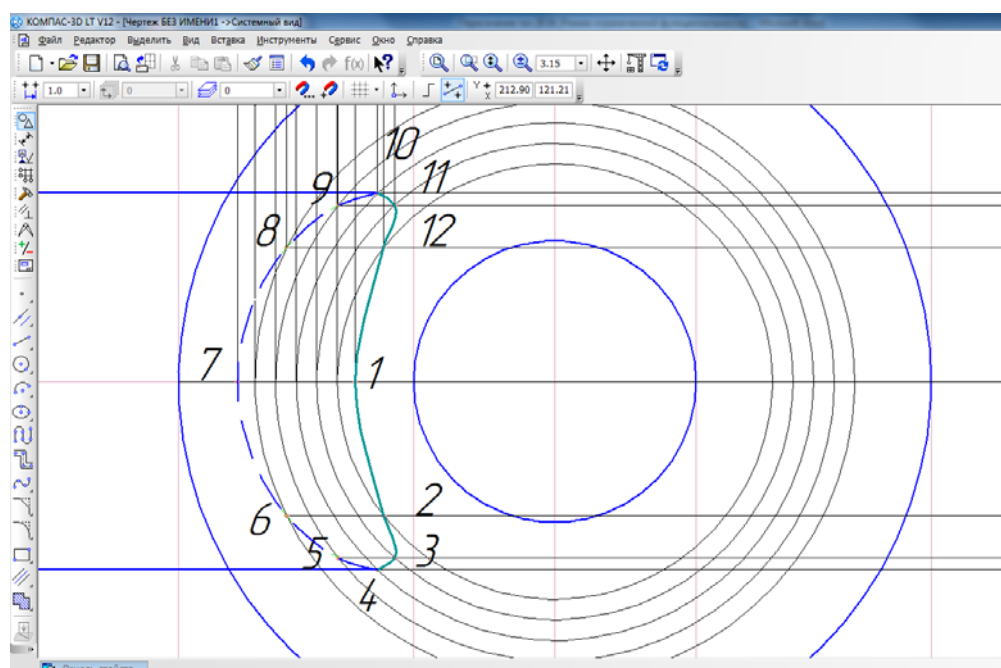 КОМПАС-3D LT V12 - [Чертеж БЕЗ ИМЕНИ1 ->Системный вид]
Файл Редактор Выделить Вид Вставка Инструменты Сервис Окно Справка
f(x) 3.15
1.0 0 0 212.90 121.21
10
9 11
8 12
7 1
6 2
5 3
4